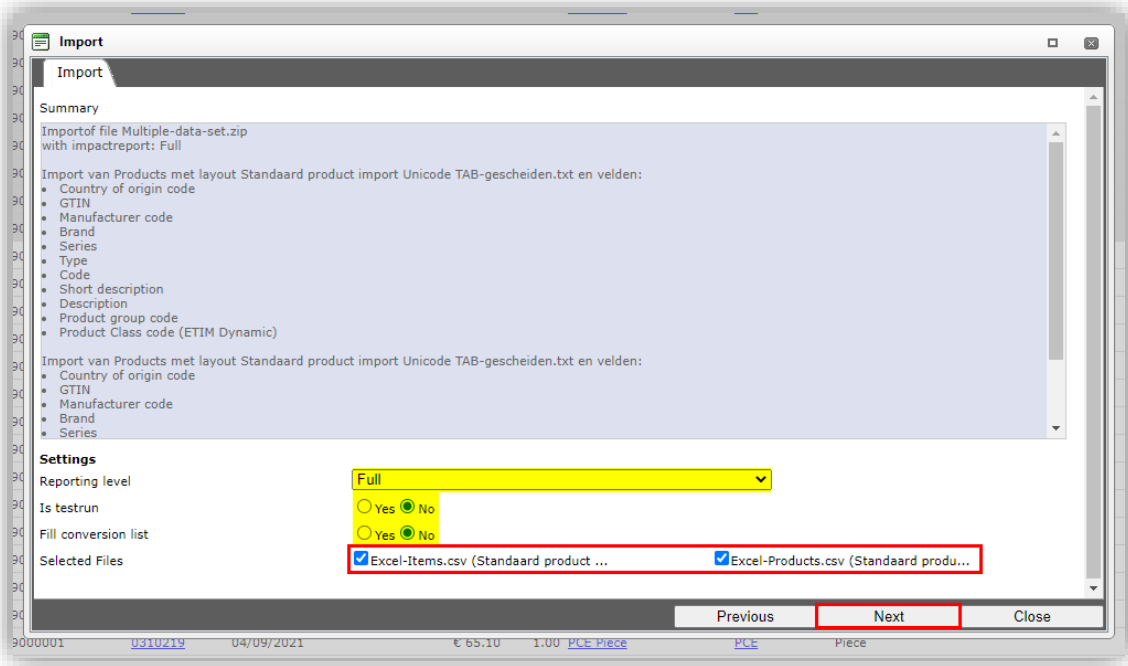 Import
Import
Summary
Importof file Multiple-data-set.zip
with impactreport: Full
Import van Products met layout Standaard product import Unicode TAB-gescheiden.txt en velden:
• Country of origin code
• GTIN
• Manufacturer code
• Brand
• Series
• Type
• Code
• Short description
• Description
• Product group code
• Product Class code (ETIM Dynamic)
Import van Products met layout Standaard product import Unicode TAB-gescheiden.txt en velden:
• Country of origin code
• GTIN
• Manufacturer code
• Brand
• Series
Settings
Reporting level Full
Is testrun Yes No
Fill conversion list Yes No
Selected Files Excel-Items.csv (Standaard product ... Excel-Products.csv (Standaard produ...
Previous Next Close
9000001 0310219 04/09/2021 € 65.10 1.00 PCE Piece PCE Piece